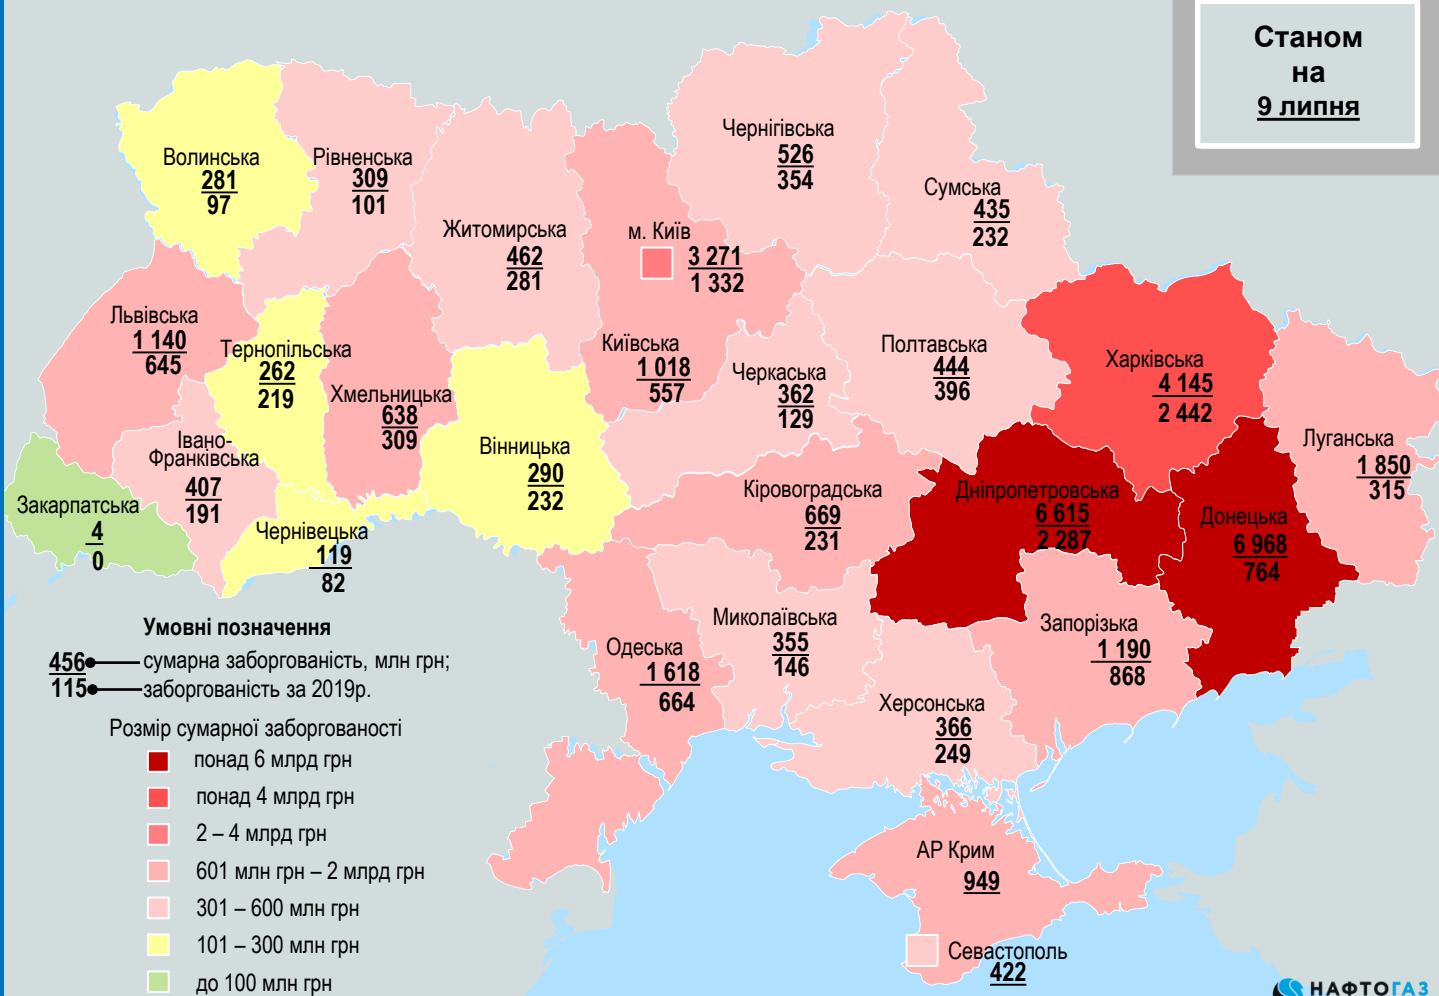 Станом
на
9 липня
Волинська
281
97
Рівненська
309
101
Житомирська
462
281
м. Київ
3 271
1 332
Чернігівська
526
354
Сумська
435
232
Львівська
1 140
645
Тернопільська
262
219
Хмельницька
638
309
Київська
1 018
557
Черкаська
362
129
Полтавська
444
396
Харківська
4 145
2 442
Луганська
1 850
315
Івано-
Франківська
407
191
Вінницька
290
232
Кіровоградська
669
231
Дніпропетровська
6 615
2 287
Донецька
6 968
764
Закарпатська
4
0
Чернівецька
119
82
Миколаївська
355
146
Запорізька
1 190
868
Одеська
1 618
664
Херсонська
366
249
АР Крим
949
Севастополь
422
Умовні позначення
456 сумарна заборгованість, млн грн;
115 заборгованість за 2019р.
Розмір сумарної заборгованості
понад 6 млрд грн
понад 4 млрд грн
2 – 4 млрд грн
601 млн грн – 2 млрд грн
301 – 600 млн грн
101 – 300 млн грн
до 100 млн грн
НАФТОГАЗ